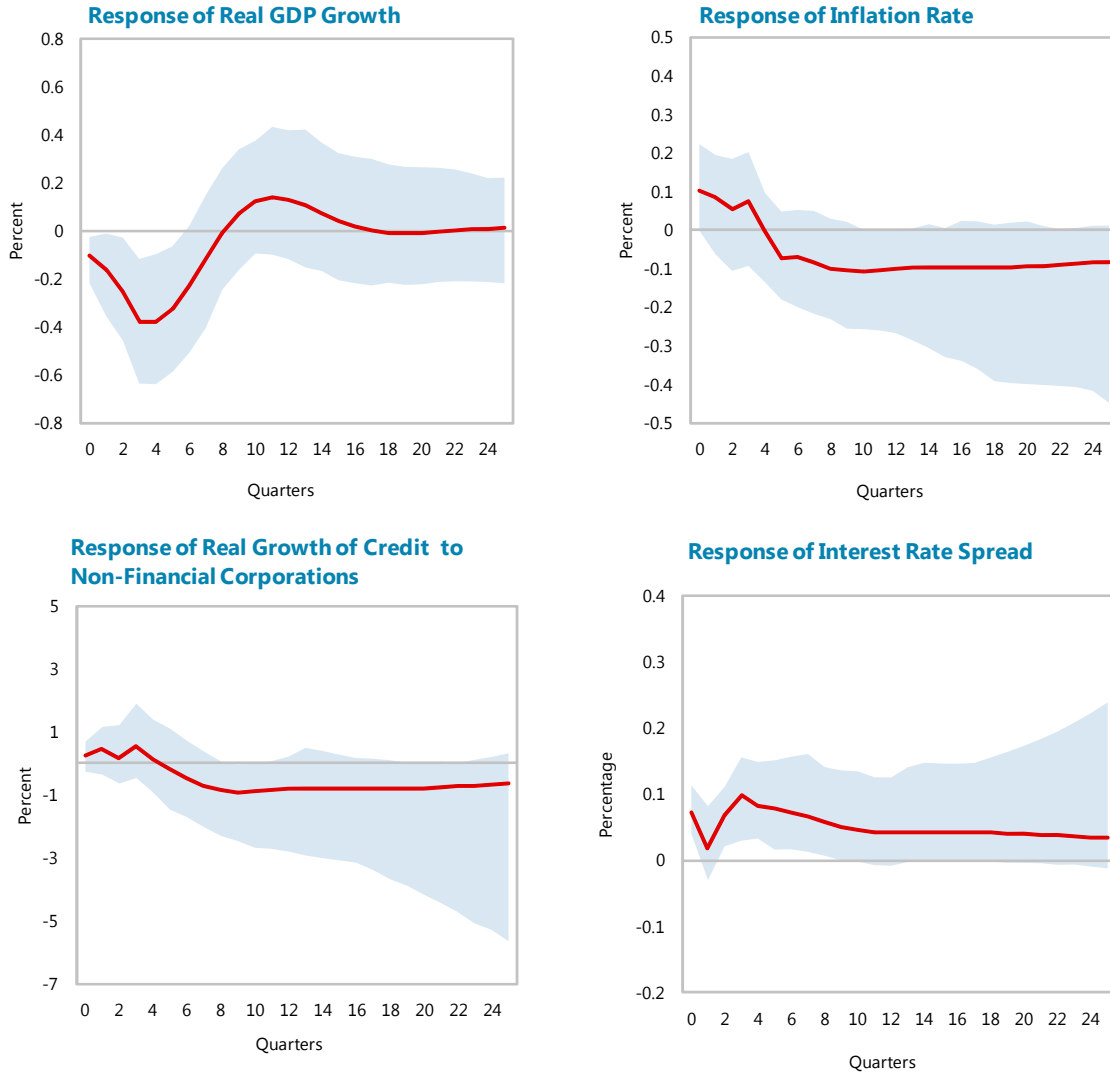 Response of Real GDP Growth
0.8
0.6
0.4
0.2
0
-0.2
-0.4
-0.6
-0.8
Percent
0 2 4 6 8 10 12 14 16 18 20 22 24
Quarters
Response of Inflation Rate
0.5
0.4
0.3
0.2
0.1
0
-0.1
-0.2
-0.3
-0.4
-0.5
Percent
0 2 4 6 8 10 12 14 16 18 20 22 24
Quarters
Response of Real Growth of Credit to
Non-Financial Corporations
5
3
1
-1
-3
-5
-7
Percent
0 2 4 6 8 10 12 14 16 18 20 22 24
Quarters
Response of Interest Rate Spread
0.4
0.3
0.2
0.1
0
-0.1
-0.2
Percentage
0 2 4 6 8 10 12 14 16 18 20 22 24
Quarters